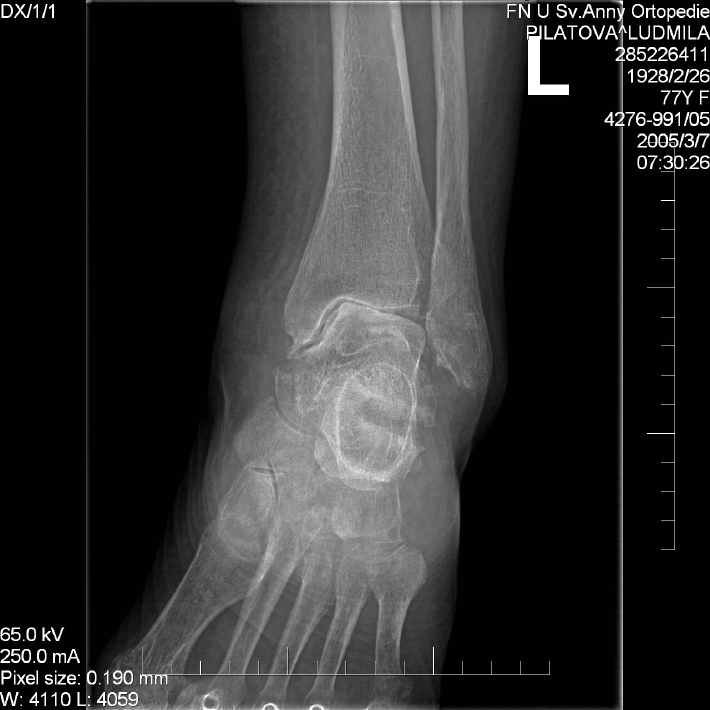 DX/1/1
FN U Sv.Anny Ortopedie
PILATOVA^LUDMILA
285226411
1928/2/26
77Y F
4276-991/05
2005/3/7
07:30:26
L
65.0 kV
250.0 mA
Pixel size: 0.190 mm
W: 4110 L: 4059